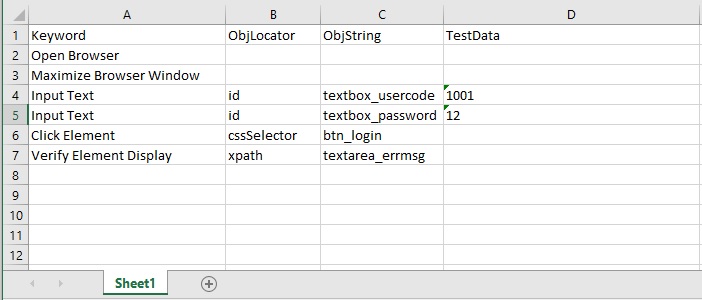 A B C D
1 Keyword ObjLocator ObjString TestData
2 Open Browser
3 Maximize Browser Window
4 Input Text id textbox_usercode 1001
5 Input Text id textbox_password 12
6 Click Element cssSelector btn_login
7 Verify Element Display xpath textarea_errmsg
8
9
10
11
12
Sheet1